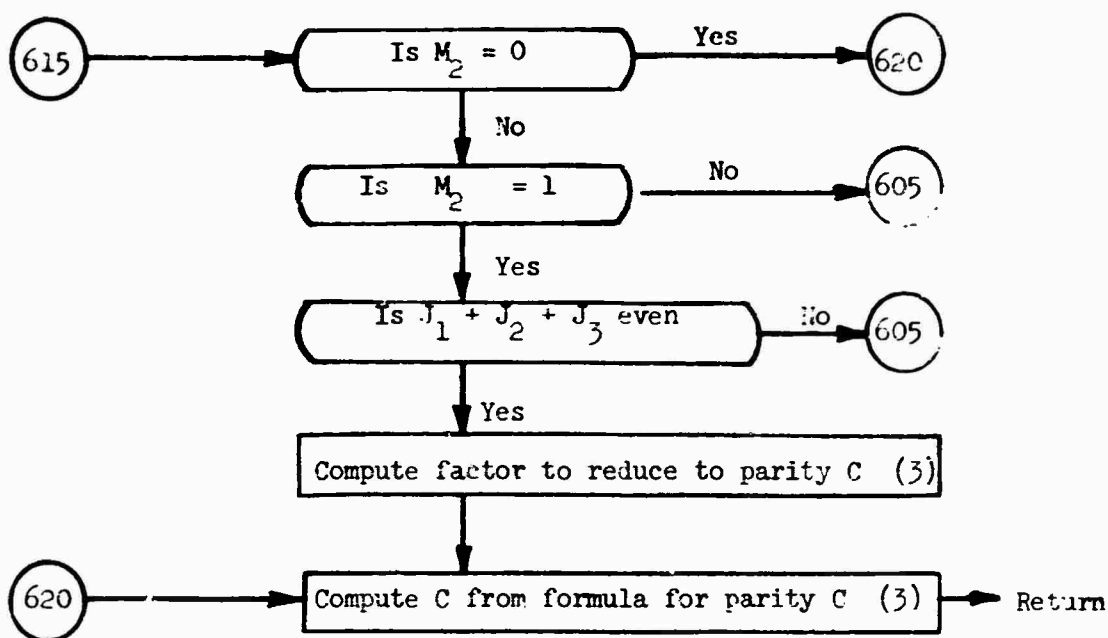 615
Is M2 = 0
Yes
620
No
Is M2 = 1
No
605
Yes
Is J1 + J2 + J3 even
No
605
Yes
Compute factor to reduce to parity C (3)
620
Compute C from formula for parity C (3)
Return